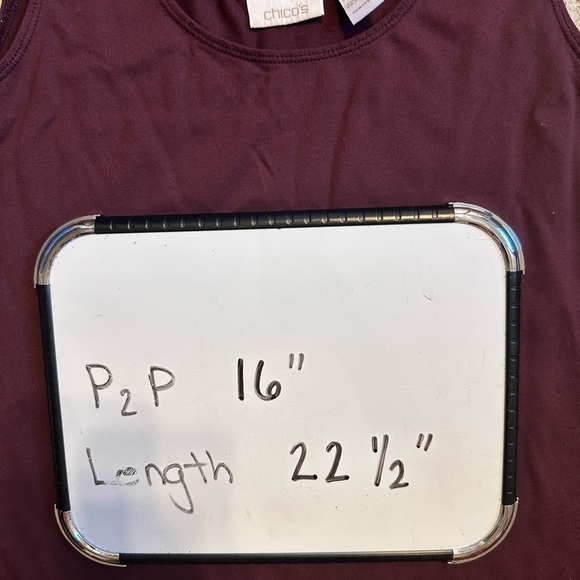 chico's
P2P 16"
Length 22 1/2"